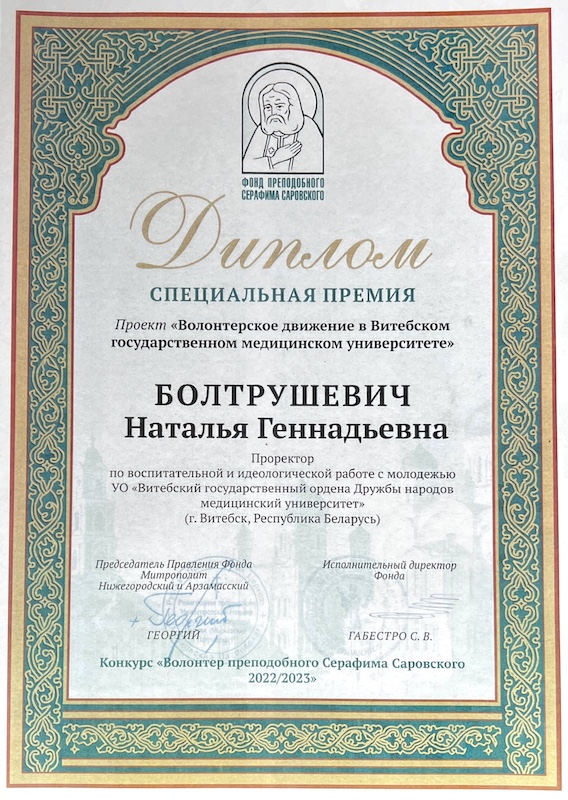 ФОНД ПРЕПОДОБНОГО
СЕРАФИМА САРОВСКОГО
Диплом
СПЕЦИАЛЬНАЯ ПРЕМИЯ
Проект «Волонтерское движение в Витебском
государственном медицинском университете»
БОЛТРУШЕВИЧ
Наталья Геннадьевна
Проректор
по воспитательной и идеологической работе с молодежью
УО «Витебский государственный ордена Дружбы народов
медицинский университет»
(г. Витебск, Республика Беларусь)
Председатель Правления Фонда
Митрополит
Нижегородский и Арзамасский
+ Георгий
ГЕОРГИЙ
Исполнительный директор
Фонда
ГАБЕСТРО С. В.
Конкурс «Волонтер преподобного Серафима Саровского
2022/2023»